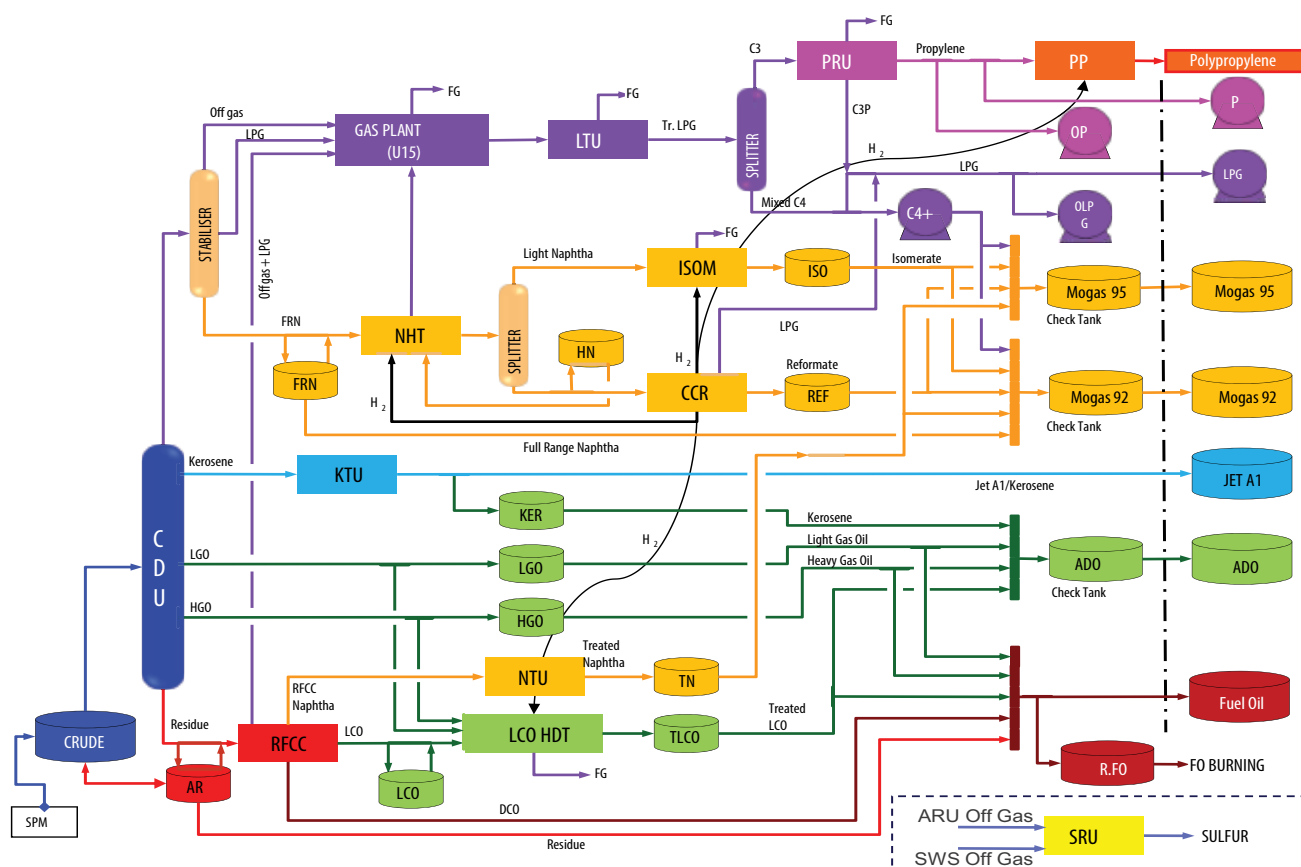 FG
C3
PRU
Propylene
PP
Polypropylene
Off gas
FG
FG
LPG
GAS PLANT
(U15)
LTU
Tr. LPG
SPLITTER
C3P
P
OP
H 2
STABILISER
Offgas + LPG
Mixed C4
C4+
LPG
LPG
OLP
G
FG
Light Naphtha
ISOM
ISO
Isomerate
Mogas 95
Mogas 95
Check Tank
FRN
NHT
SPLITTER
HN
H 2
LPG
FRN
CCR
Reformate
REF
Mogas 92
Mogas 92
Check Tank
H 2
Full Range Naphtha
Kerosene
KTU
Jet A1/Kerosene
JET A1
C
D
U
KER
Kerosene
LGO
LGO
H 2
Light Gas Oil
Heavy Gas Oil
ADO
ADO
Check Tank
HGO
HGO
Treated
Naphtha
NTU
TN
RFCC
Naphtha
Residue
CRUDE
RFCC
LCO
LCO HDT
TLCO
Treated
LCO
Fuel Oil
AR
LCO
FG
R.FO
FO BURNING
SPM
DCO
Residue
ARU Off Gas
SRU
SULFUR
SWS Off Gas